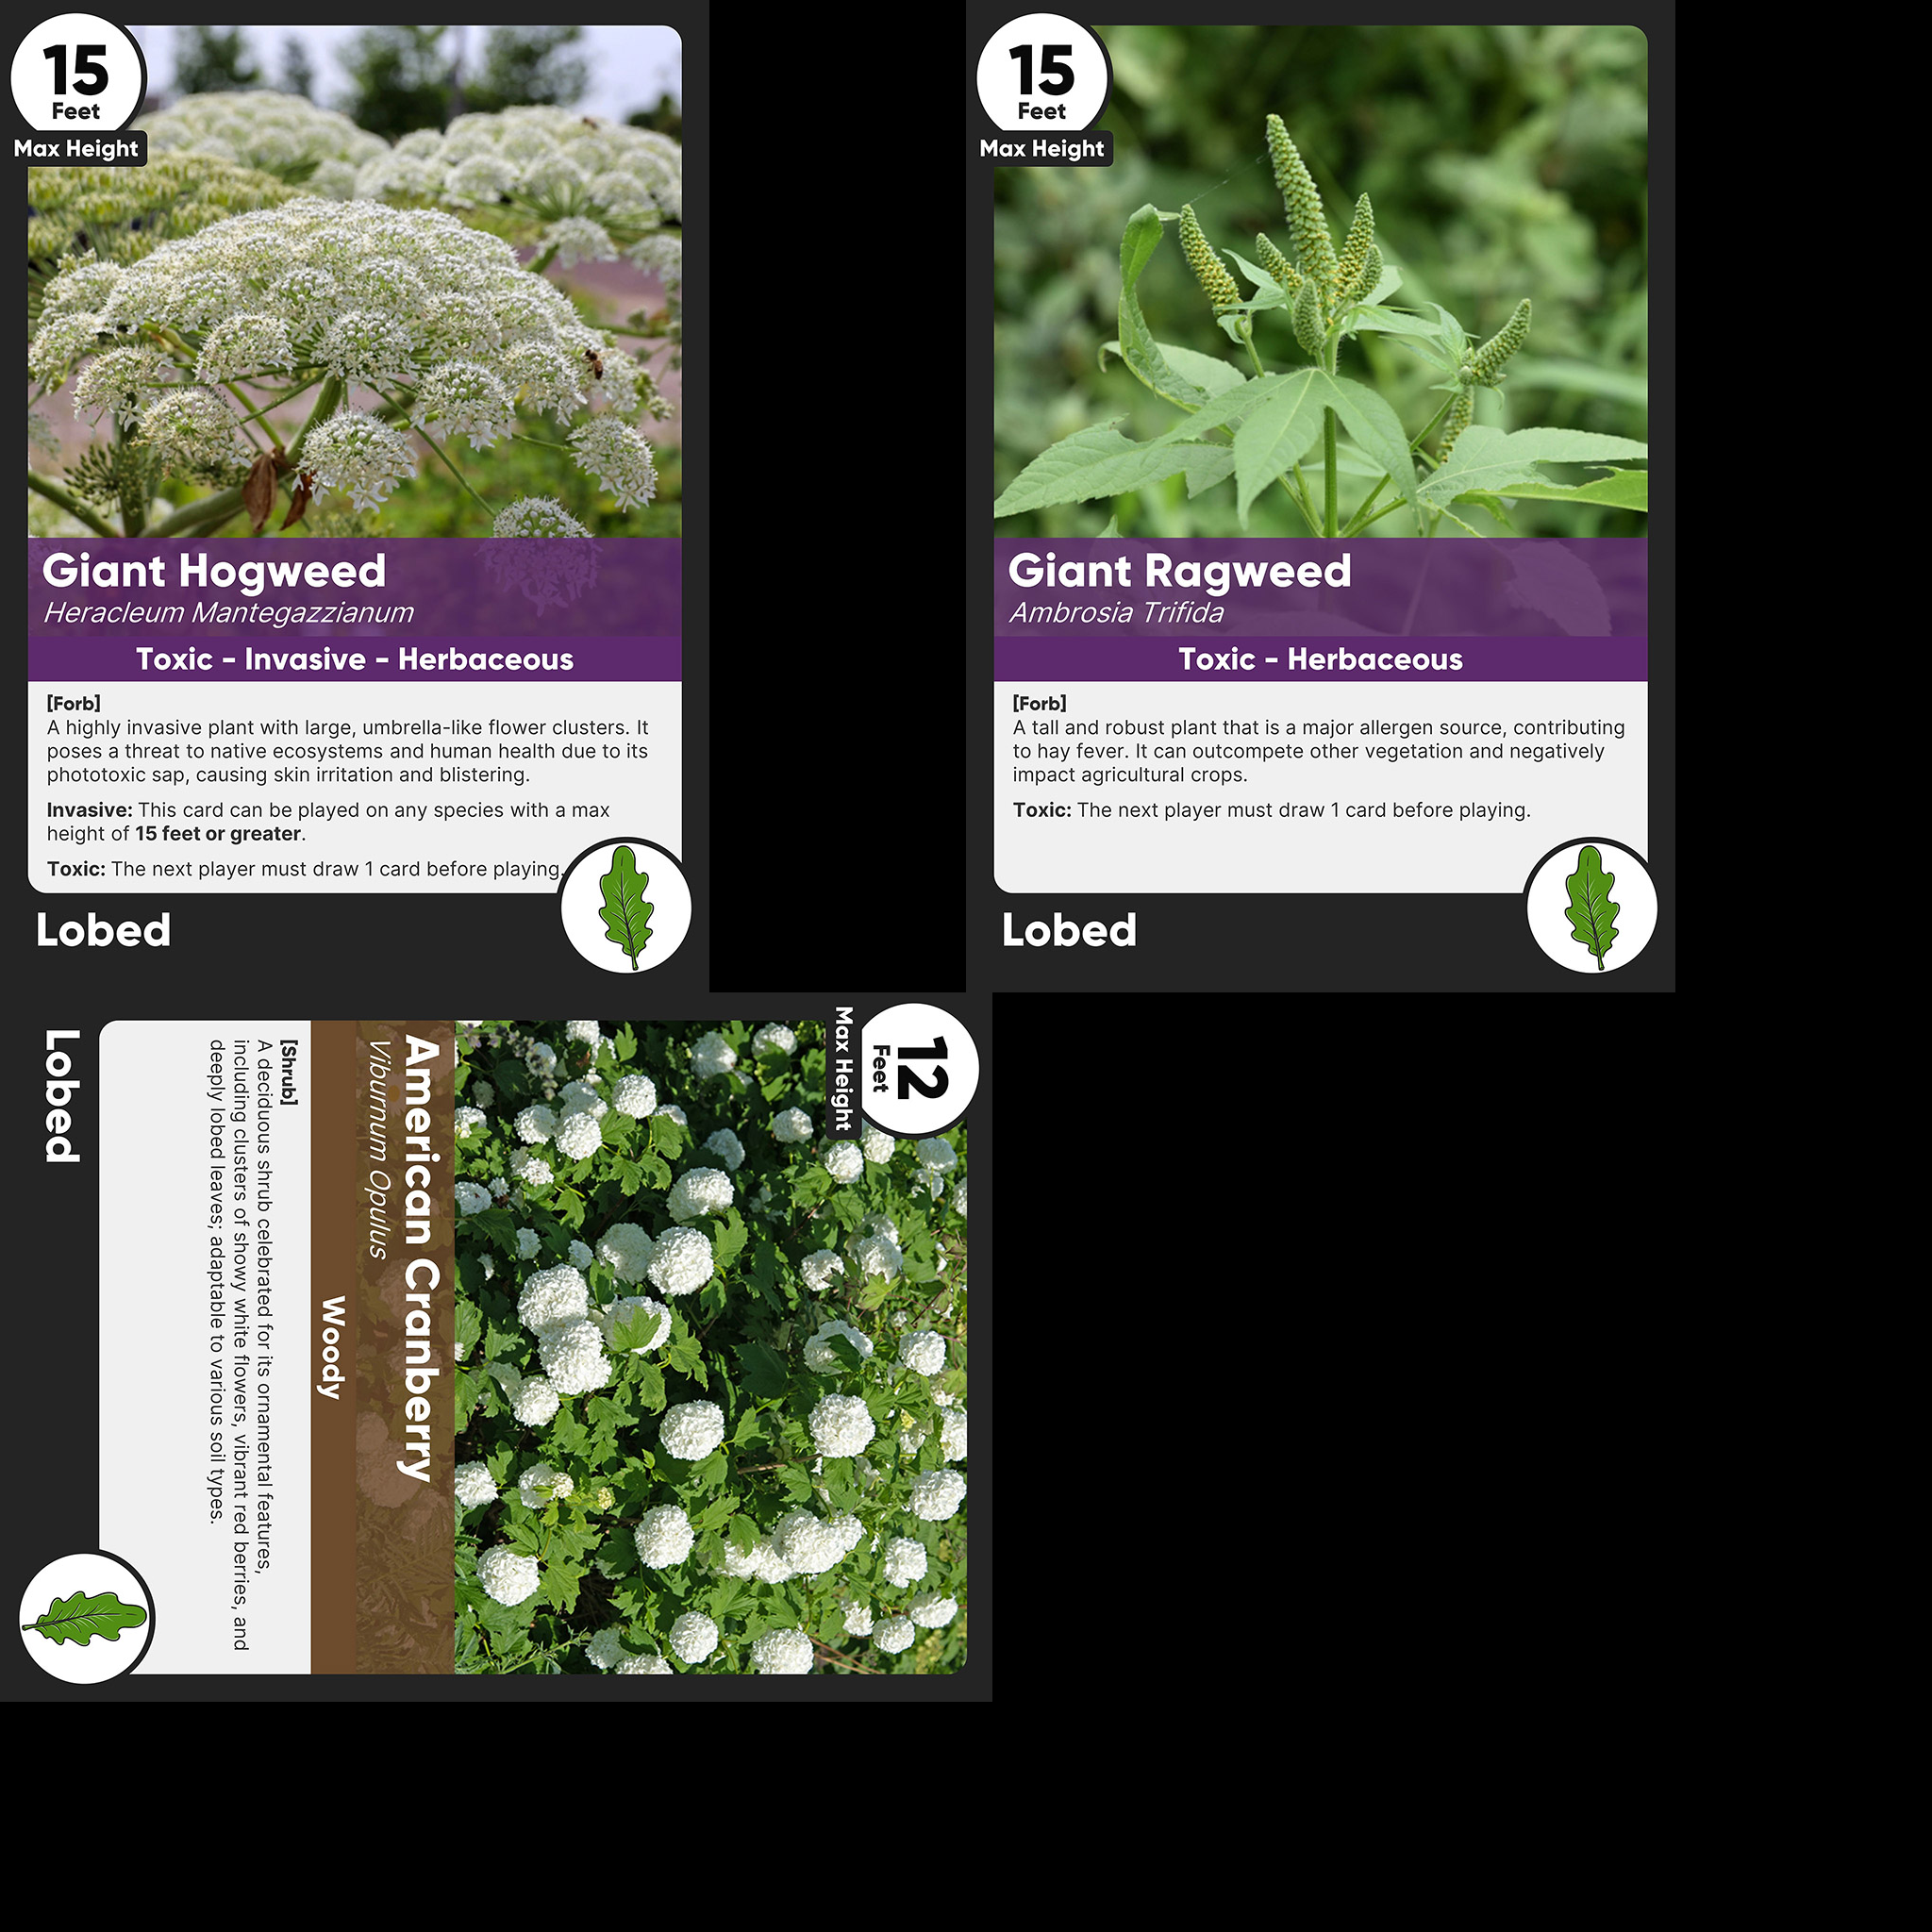 15
Feet
Max Height
Giant Hogweed
Heracleum Mantegazzianum
Toxic - Invasive - Herbaceous
[Forb]
A highly invasive plant with large, umbrella-like flower clusters. It
poses a threat to native ecosystems and human health due to its
phototoxic sap, causing skin irritation and blistering.
Invasive: This card can be played on any species with a max
height of 15 feet or greater.
Toxic: The next player must draw 1 card before playing.
Lobed
15
Feet
Max Height
Giant Ragweed
Ambrosia Trifida
Toxic - Herbaceous
[Forb]
A tall and robust plant that is a major allergen source, contributing
to hay fever. It can outcompete other vegetation and negatively
impact agricultural crops.
Toxic: The next player must draw 1 card before playing.
Lobed
12
Feet
Max Height
American Cranberry
Viburnum Opulus
Woody
[Shrub]
A deciduous shrub celebrated for its ornamental features,
including clusters of showy white flowers, vibrant red berries, and
deeply lobed leaves; adaptable to various soil types.
Lobed